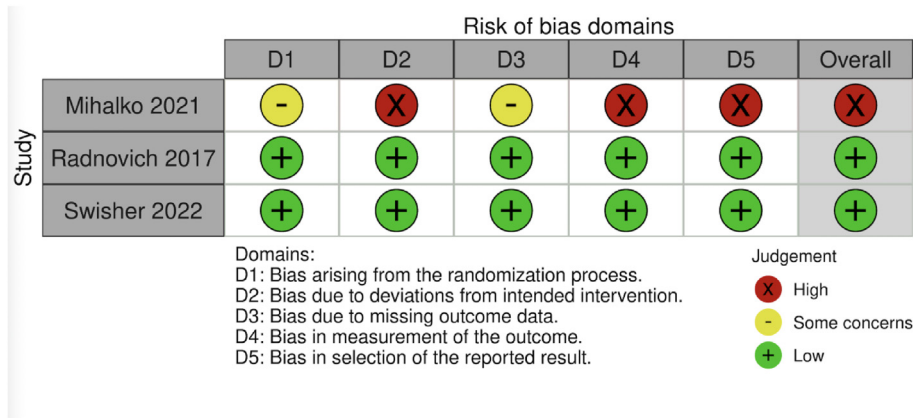 Risk of bias domains
D1 D2 D3 D4 D5 Overall
Study
Mihalko 2021 - X - X X X
Radnovich 2017 + + + + + +
Swisher 2022 + + + + + +
Domains:
D1: Bias arising from the randomization process.
D2: Bias due to deviations from intended intervention.
D3: Bias due to missing outcome data.
D4: Bias in measurement of the outcome.
D5: Bias in selection of the reported result.
Judgement
X High
- Some concerns
+ Low